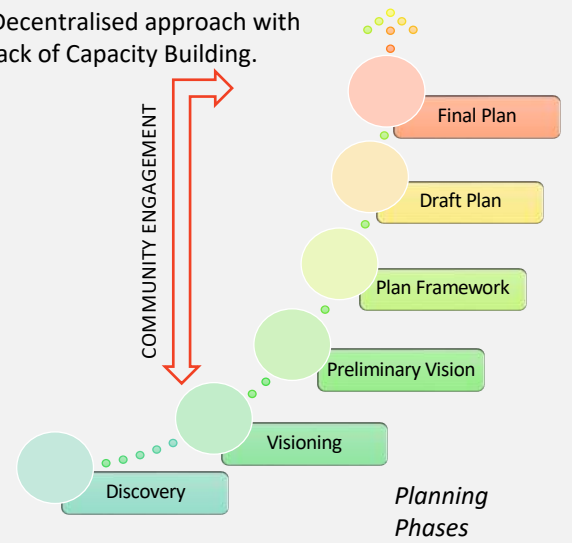 Decentralised approach with
ack of Capacity Building.
COMMUNITY ENGAGEMENT
Final Plan
Draft Plan
Plan Framework
Preliminary Vision
Visioning
Discovery
Planning
Phases